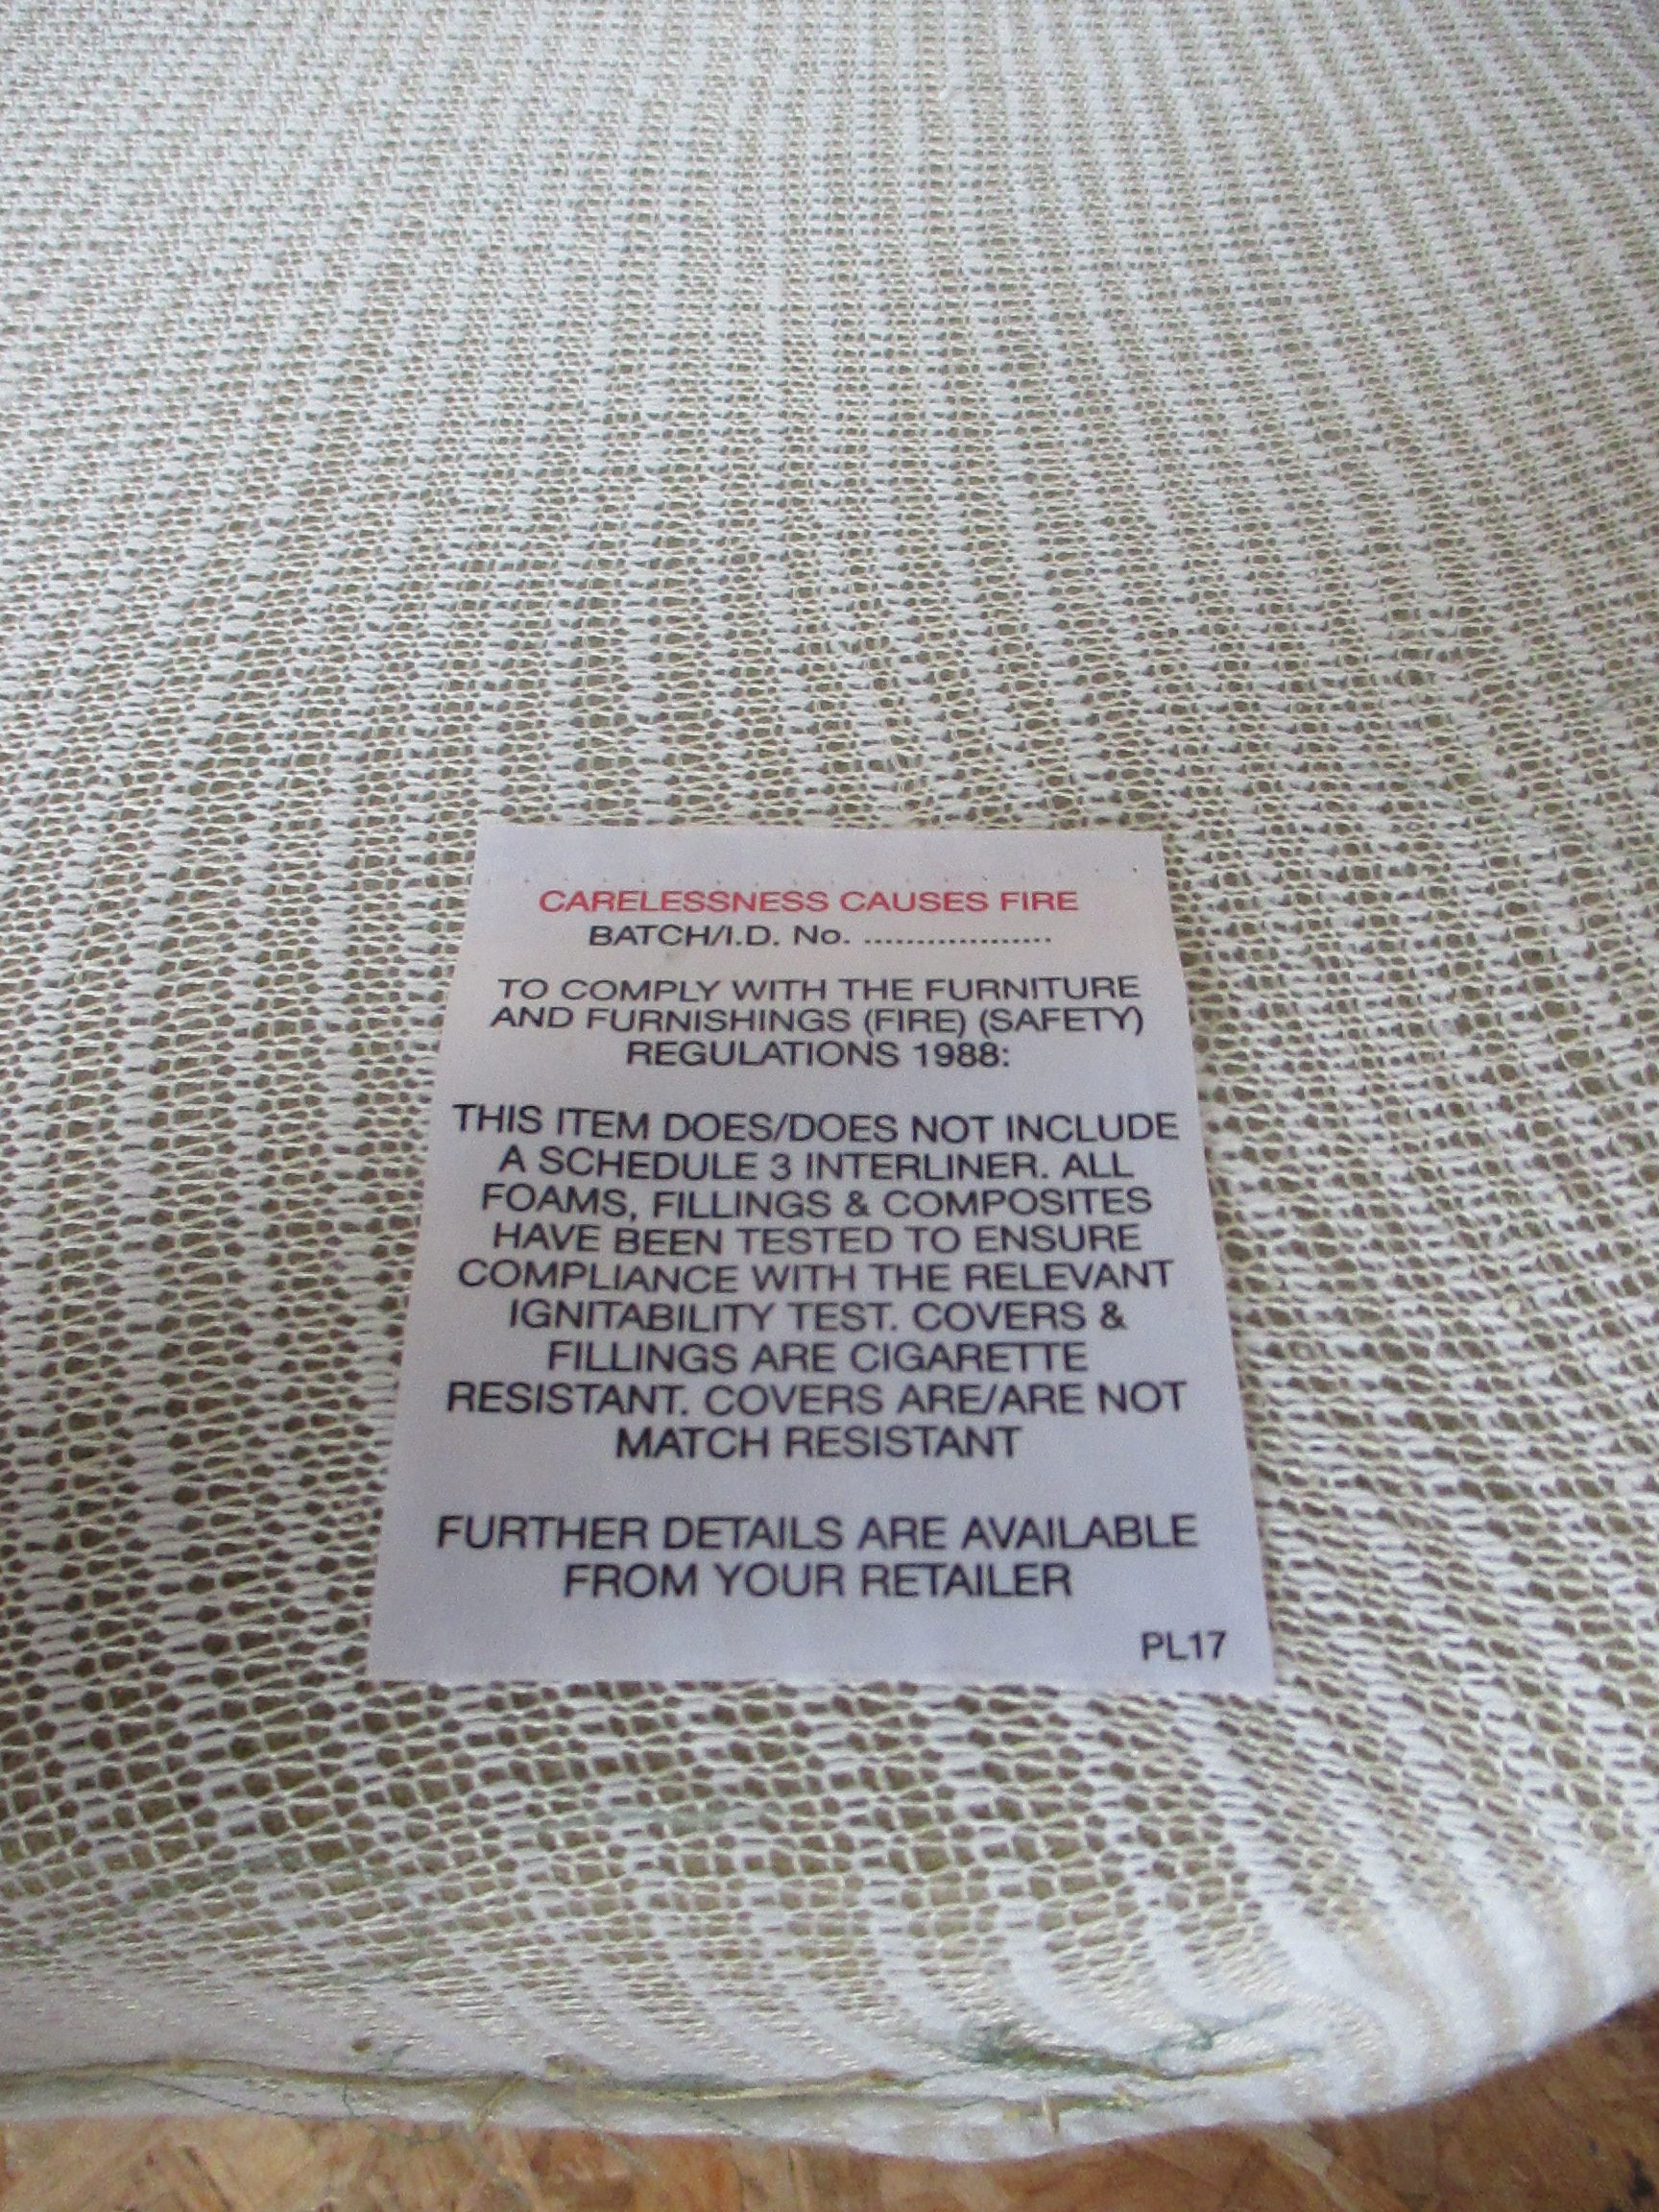 CARELESSNESS CAUSES FIRE
BATCH/I.D. No. ...................
TO COMPLY WITH THE FURNITURE
AND FURNISHINGS (FIRE) (SAFETY)
REGULATIONS 1988:
THIS ITEM DOES/DOES NOT INCLUDE
A SCHEDULE 3 INTERLINER. ALL
FOAMS, FILLINGS & COMPOSITES
HAVE BEEN TESTED TO ENSURE
COMPLIANCE WITH THE RELEVANT
IGNITABILITY TEST. COVERS &
FILLINGS ARE CIGARETTE
RESISTANT. COVERS ARE/ARE NOT
MATCH RESISTANT
FURTHER DETAILS ARE AVAILABLE
FROM YOUR RETAILER
PL17